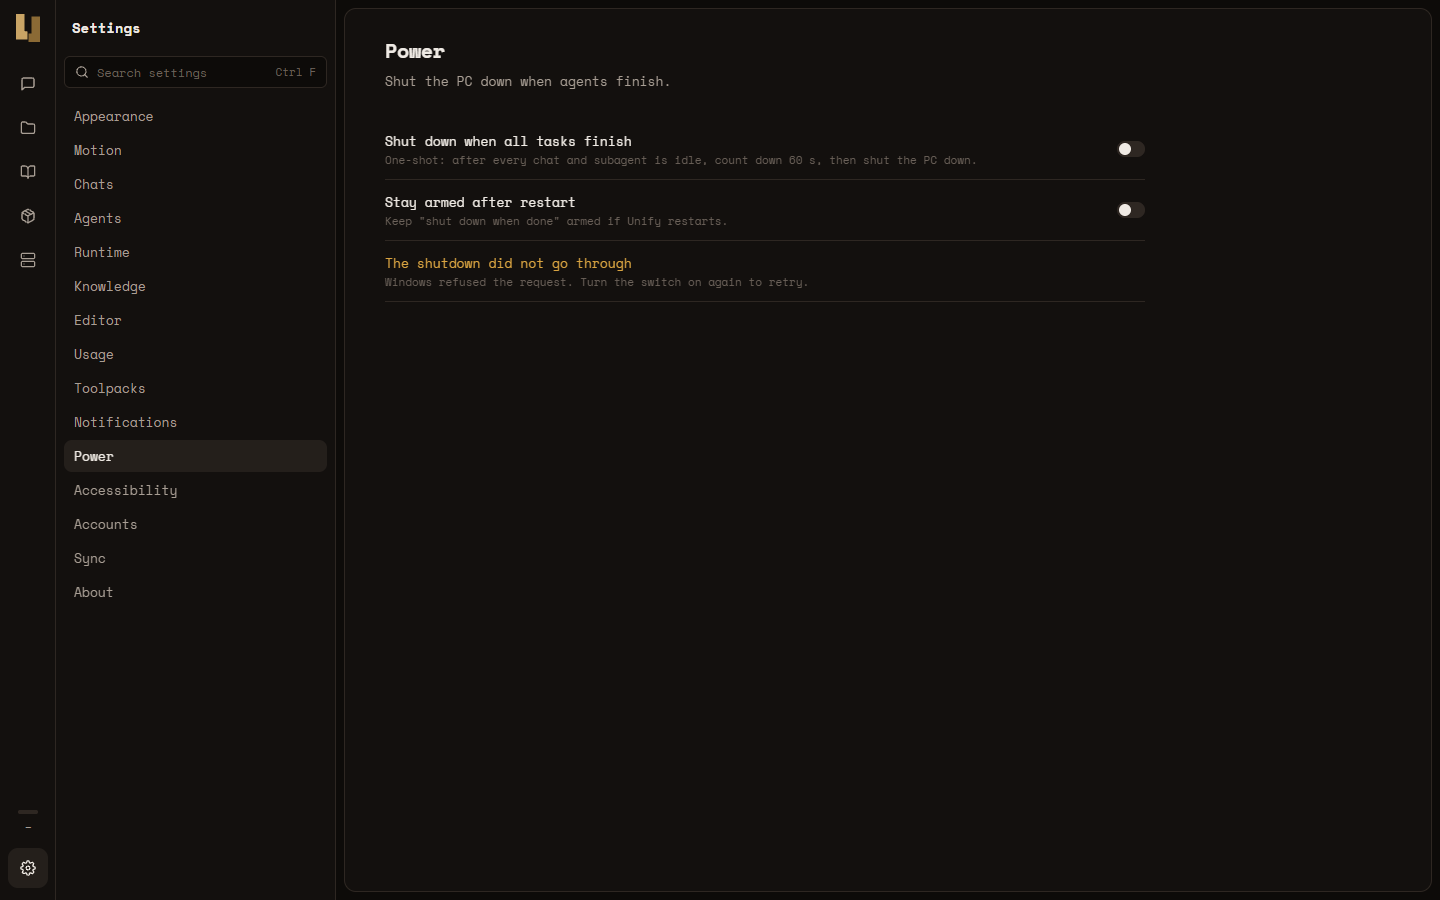 Settings
Search settings
Ctrl F
Appearance
Motion
Chats
Agents
Runtime
Knowledge
Editor
Usage
Toolpacks
Notifications
Power
Accessibility
Accounts
Sync
About
Power
Shut the PC down when agents finish.
Shut down when all tasks finish
One-shot: after every chat and subagent is idle, count down 60 s, then shut the PC down.
Stay armed after restart
Keep "shut down when done" armed if Unify restarts.
The shutdown did not go through
Windows refused the request. Turn the switch on again to retry.